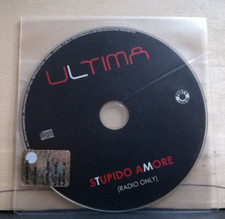 ULTIMA
STUPIDO AMORE
(RADIO ONLY)